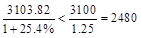 3103.82 / 1+25.4% < 3100 / 1.25 = 2480